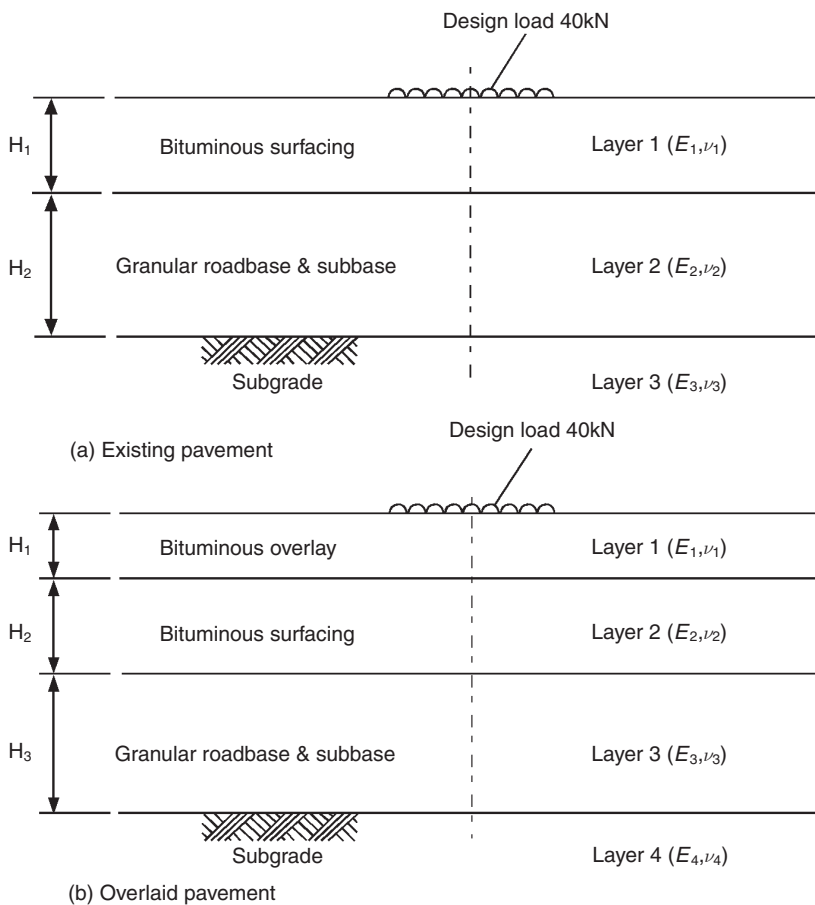 Design load 40kN
H₁
Bituminous surfacing
Layer 1 (E₁,ν₁)
H₂
Granular roadbase & subbase
Layer 2 (E₂,ν₂)
Subgrade
Layer 3 (E₃,ν₃)
(a) Existing pavement
Design load 40kN
H₁
Bituminous overlay
Layer 1 (E₁,ν₁)
H₂
Bituminous surfacing
Layer 2 (E₂,ν₂)
H₃
Granular roadbase & subbase
Layer 3 (E₃,ν₃)
Subgrade
Layer 4 (E₄,ν₄)
(b) Overlaid pavement